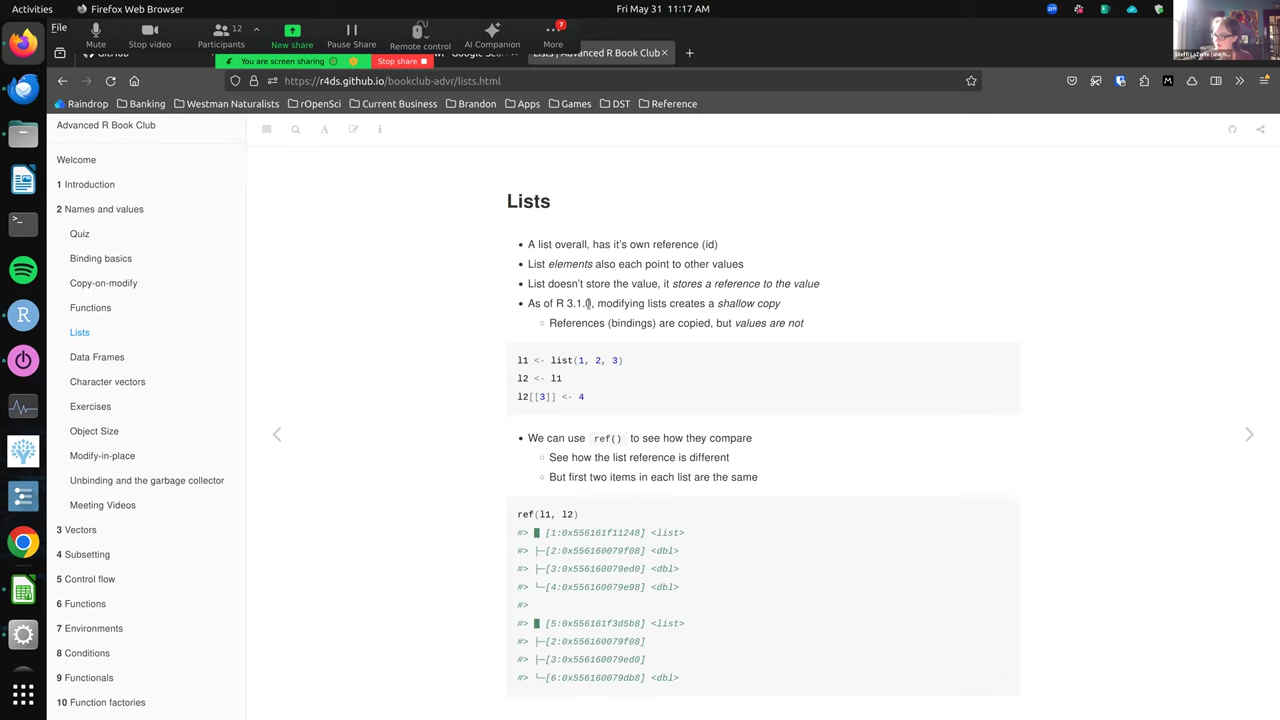 Activities
Firefox Web Browser
Fri May 31 11:17 AM
File
Mute
Stop video
12
Participants
New share
Pause Share
Remote control
AI Companion
7
More
You are screen sharing
Stop share
Advanced R Book Club
https://r4ds.github.io/bookclub-advr/lists.html
Raindrop
Banking
Westman Naturalists
rOpenSci
Current Business
Brandon
Apps
Games
DST
Reference
Advanced R Book Club
Welcome
1 Introduction
2 Names and values
Quiz
Binding basics
Copy-on-modify
Functions
Lists
Data Frames
Character vectors
Exercises
Object Size
Modify-in-place
Unbinding and the garbage collector
Meeting Videos
3 Vectors
4 Subsetting
5 Control flow
6 Functions
7 Environments
8 Conditions
9 Functionals
10 Function factories
Lists
A list overall, has it's own reference (id)
List elements also each point to other values
List doesn't store the value, it stores a reference to the value
As of R 3.1.0, modifying lists creates a shallow copy
References (bindings) are copied, but values are not
l1 <- list(1, 2, 3)
l2 <- l1
l2[[3]] <- 4
We can use ref() to see how they compare
See how the list reference is different
But first two items in each list are the same
ref(l1, l2)
#> █ [1:0x556161f11248] <list>
#> ├─[2:0x556160079f08] <dbl>
#> ├─[3:0x556160079ed0] <dbl>
#> └─[4:0x556160079e98] <dbl>
#>
#> █ [5:0x556161f3d5b8] <list>
#> ├─[2:0x556160079f08]
#> ├─[3:0x556160079ed0]
#> └─[6:0x556160079db8] <dbl>